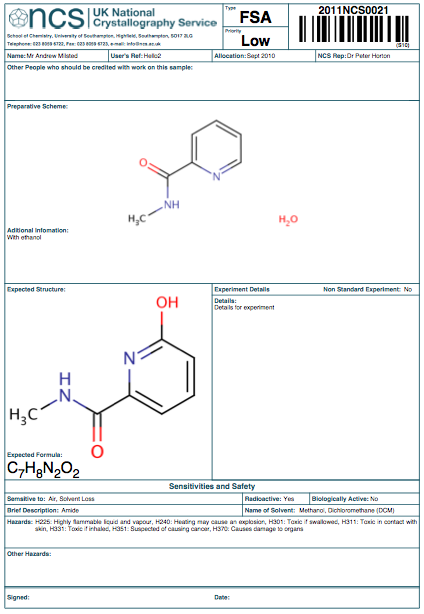 ncs UK National
Crystallography Service
School of Chemistry, University of Southampton, Highfield, Southampton, SO17 1BJ
Telephone: 023 8059 6722, Fax: 023 8059 6723, e-mail: info@ncs.ac.uk
Type
FSA
Priority
Low
2011NCS0021
(S10)
Name: Mr Andrew Milsted
User's Ref: Hello2
Allocation: Sept 2010
NCS Rep: Dr Peter Horton
Other People who should be credited with work on this sample:
Preparative Scheme:
O
N
NH
H3C
H2O
Aditional Infomation:
With ethanol
Expected Structure:
OH
N
H
N
H3C
O
Expected Formula:
C7H8N2O2
Experiment Details
Non Standard Experiment: No
Details:
Details for experiment
Sensitivities and Safety
Sensitive to: Air, Solvent Loss
Radioactive: Yes
Biologically Active: No
Brief Description: Amide
Name of Solvent: Methanol, Dichloromethane (DCM)
Hazards: H225: Highly flammable liquid and vapour, H240: Heating may cause an explosion, H301: Toxic if swallowed, H311: Toxic in contact with
skin, H331: Toxic if inhaled, H351: Suspected of causing cancer, H370: Causes damage to organs
Other Hazards:
Signed:
Date: